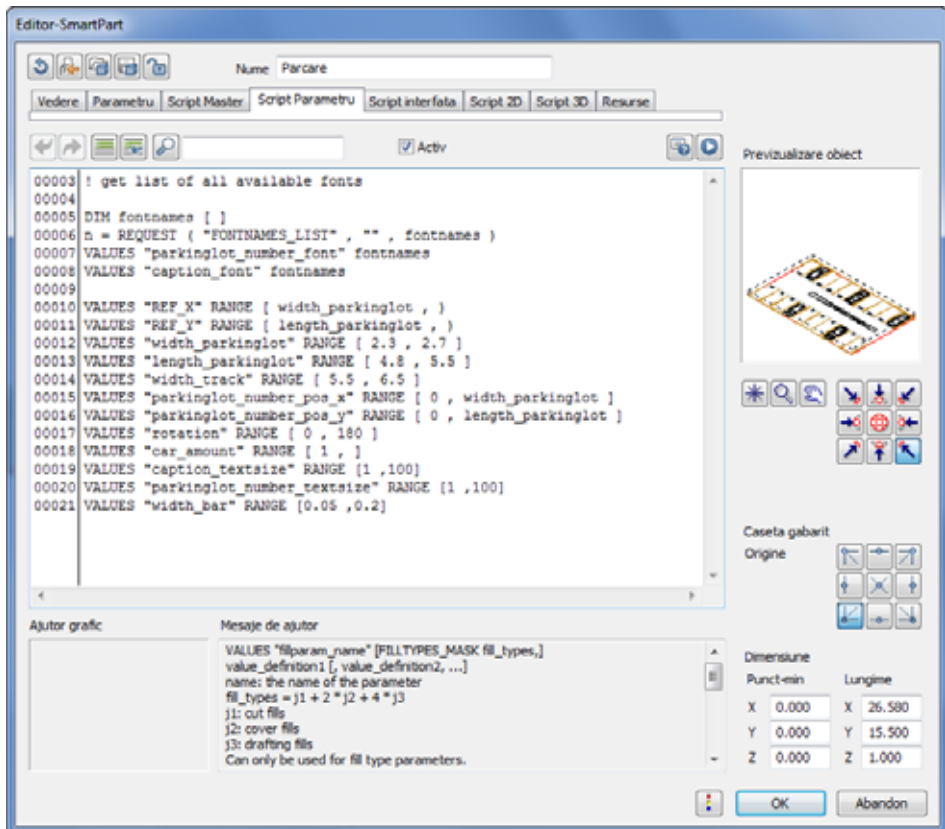 Editor-SmartPart
Nume Parcare
Vedere Parametru Script Master Script Parametru Script interfata Script 2D Script 3D Resurse
Activ
Previzualizare obiect
00003 ! get list of all available fonts
00004
00005 DIM fontnames [ ]
00006 n = REQUEST ( "FONTNAMES_LIST" , "" , fontnames )
00007 VALUES "parkinglot_number_font" fontnames
00008 VALUES "caption_font" fontnames
00009
00010 VALUES "REF_X" RANGE [ width_parkinglot , )
00011 VALUES "REF_Y" RANGE [ length_parkinglot , )
00012 VALUES "width_parkinglot" RANGE [ 2.3 , 2.7 ]
00013 VALUES "length_parkinglot" RANGE [ 4.8 , 5.5 ]
00014 VALUES "width_track" RANGE [ 5.5 , 6.5 ]
00015 VALUES "parkinglot_number_pos_x" RANGE [ 0 , width_parkinglot ]
00016 VALUES "parkinglot_number_pos_y" RANGE [ 0 , length_parkinglot ]
00017 VALUES "rotation" RANGE [ 0 , 180 ]
00018 VALUES "car_amount" RANGE [ 1 , ]
00019 VALUES "caption_textsize" RANGE [1 ,100]
00020 VALUES "parkinglot_number_textsize" RANGE [1 ,100]
00021 VALUES "width_bar" RANGE [0.05 ,0.2]
Caseta gabarit
Origine
Ajutor grafic
Mesaje de ajutor
VALUES "fillparam_name" [FILLTYPES_MASK fill_types,]
value_definition1 [, value_definition2, ...]
name: the name of the parameter
fill_types = j1 + 2 * j2 + 4 * j3
j1: cut fills
j2: cover fills
j3: drafting fills
Can only be used for fill type parameters.
Dimensiune
Punct-min Lungime
X 0.000 X 26.580
Y 0.000 Y 15.500
Z 0.000 Z 1.000
OK Abandon